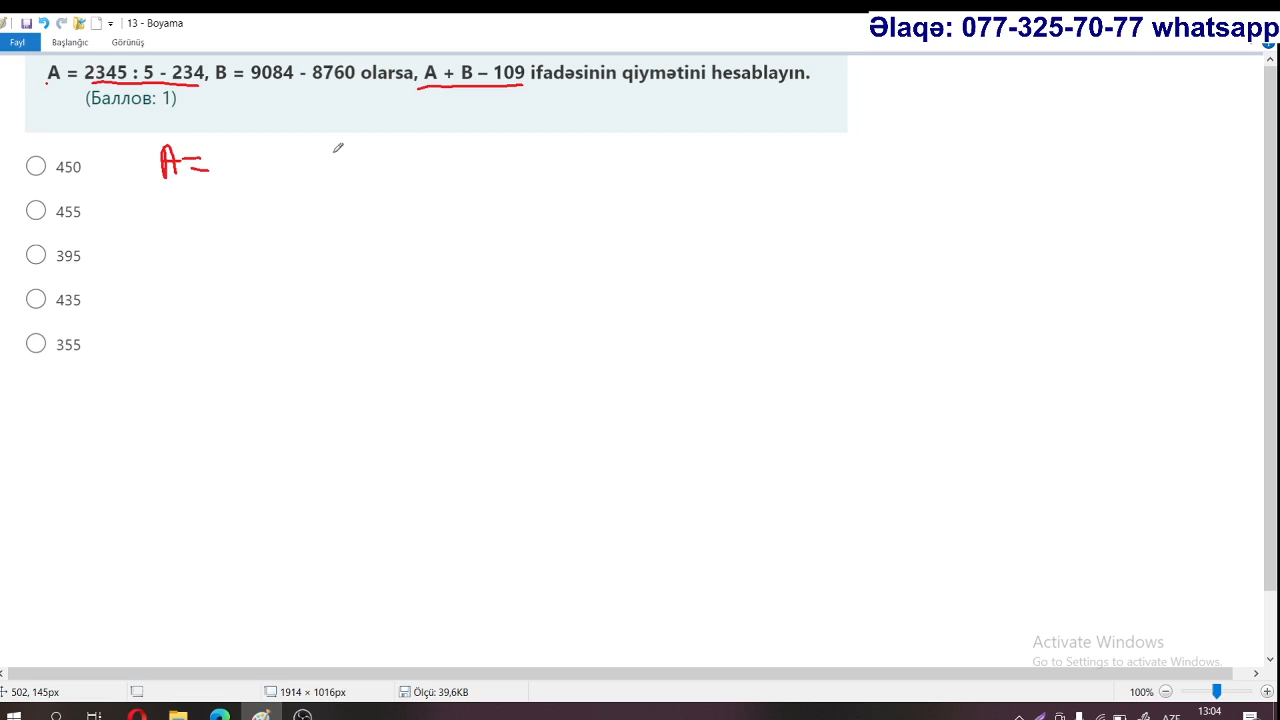 13 - Boyama
Əlaqə: 077-325-70-77 whatsapp
Fayl Başlanğıc Görünüş
A = 2345 : 5 - 234, B = 9084 - 8760 olarsa, A + B – 109 ifadəsinin qiymətini hesablayın.
(Баллов: 1)
A=
450
455
395
435
355
Activate Windows
Go to Settings to activate Windows.
502, 145px 1914 × 1016px Ölçü: 39,6KB 100%
AZE 13:04